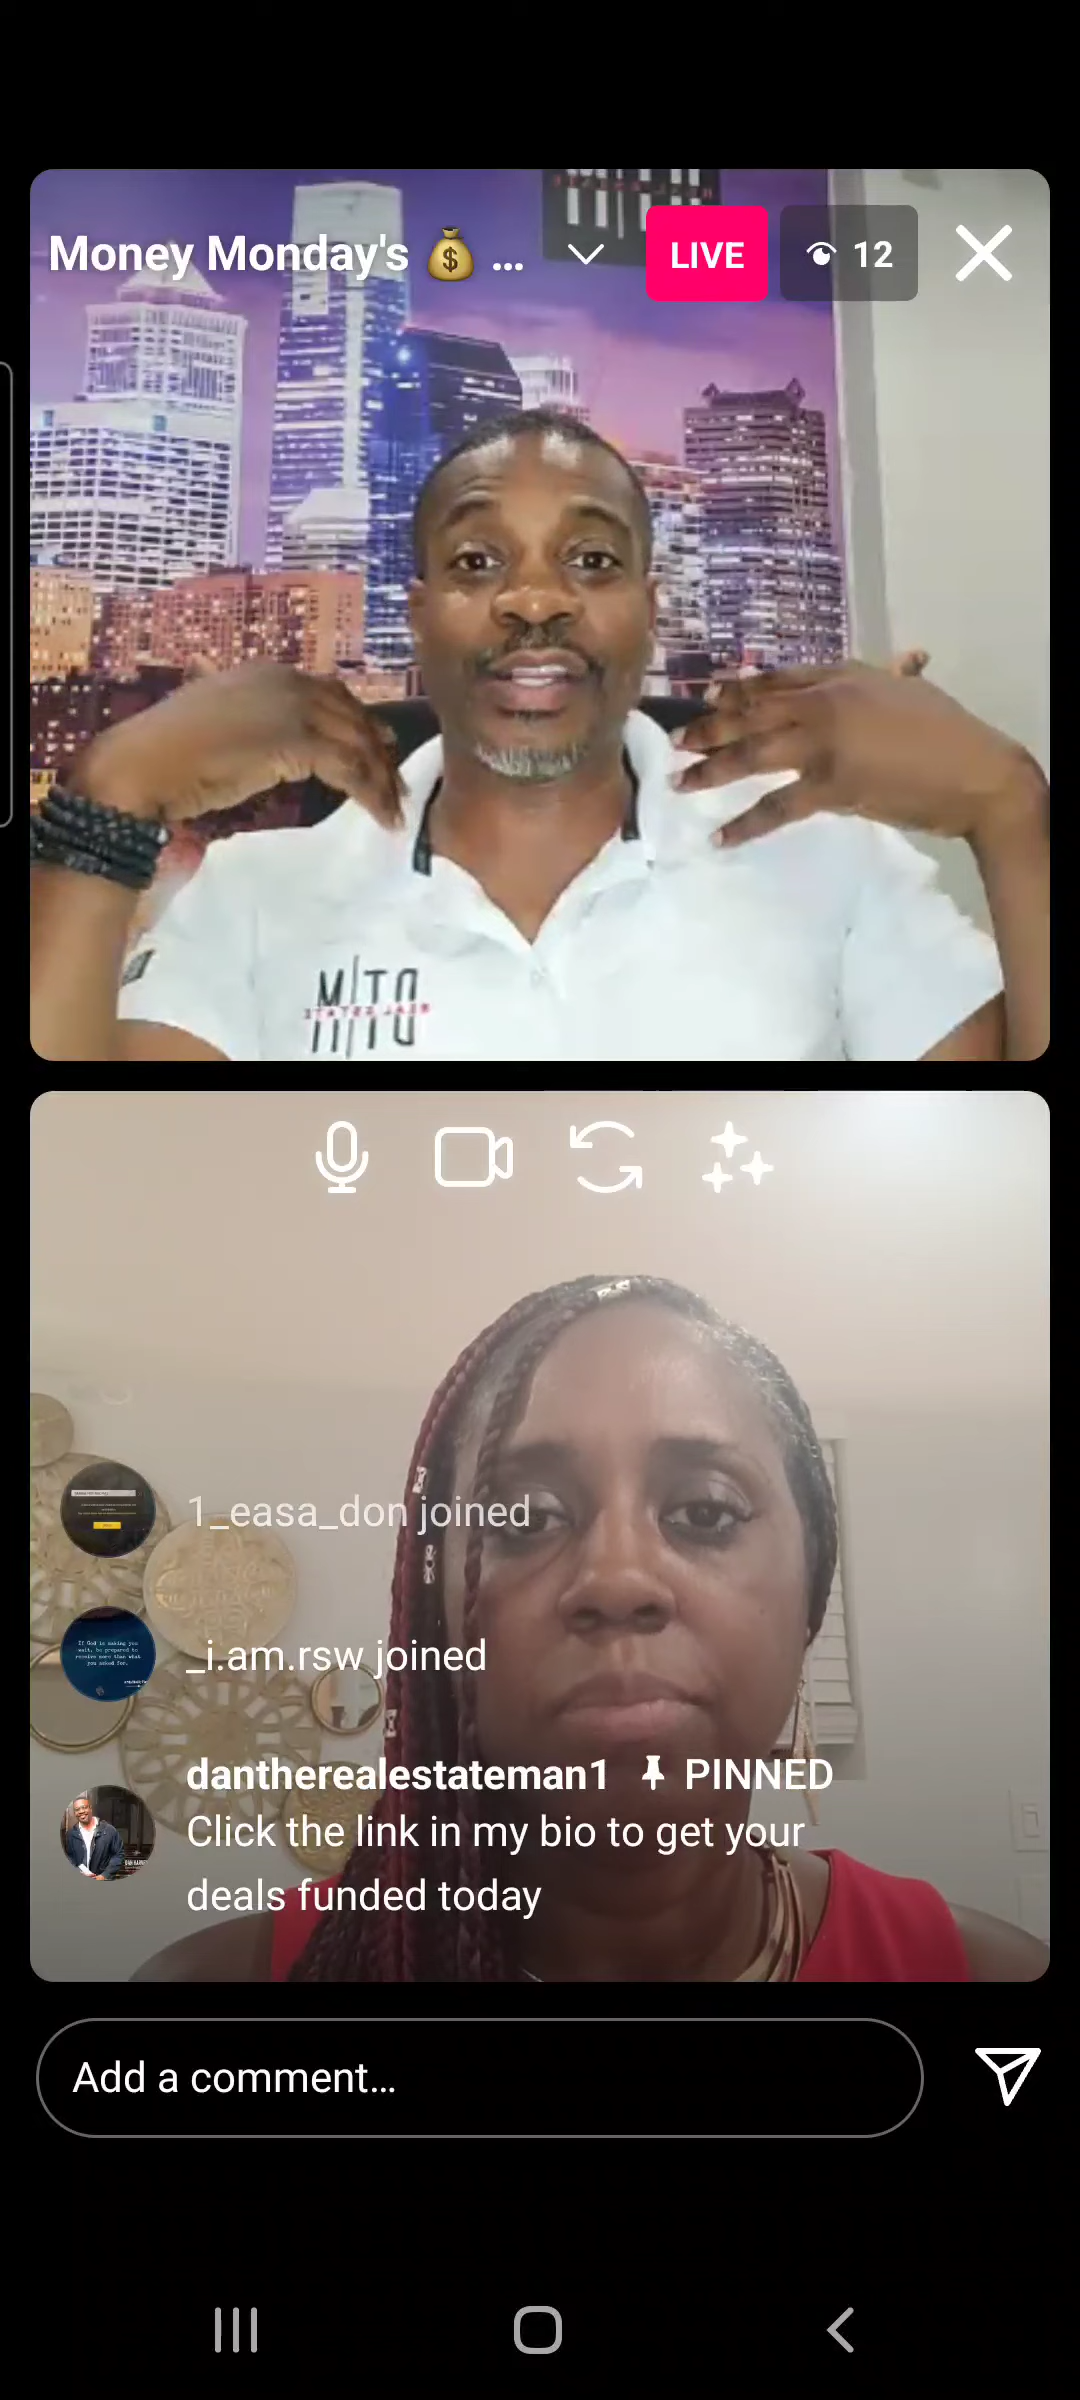 Money Monday's 💰 ...
LIVE
12
1_easa_don joined
_i.am.rsw joined
dantherealestateman1 PINNED
Click the link in my bio to get your
deals funded today
Add a comment...